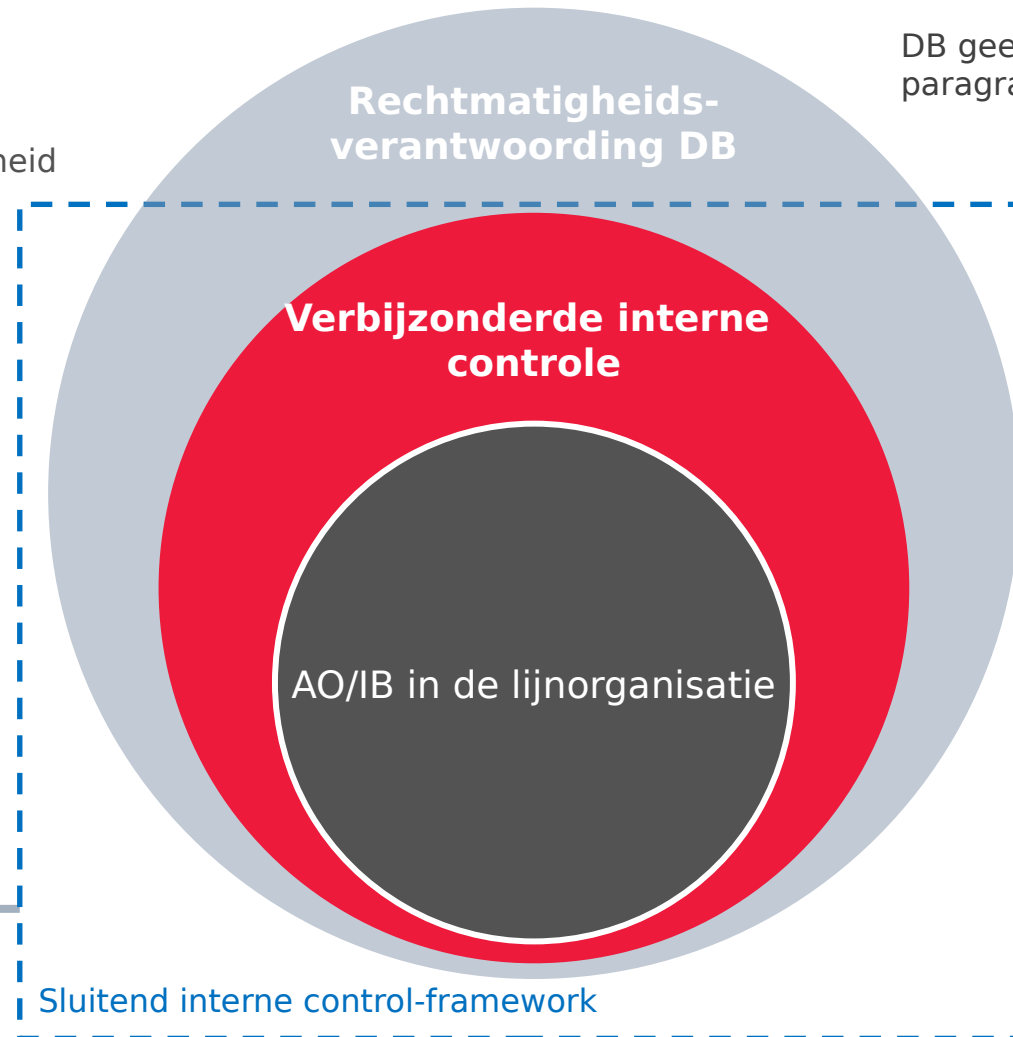 DB gee
paragra
Rechtmatigheids-
verantwoording DB
heid
Verbijzonderde interne
controle
AO/IB in de lijnorganisatie
Sluitend interne control-framework